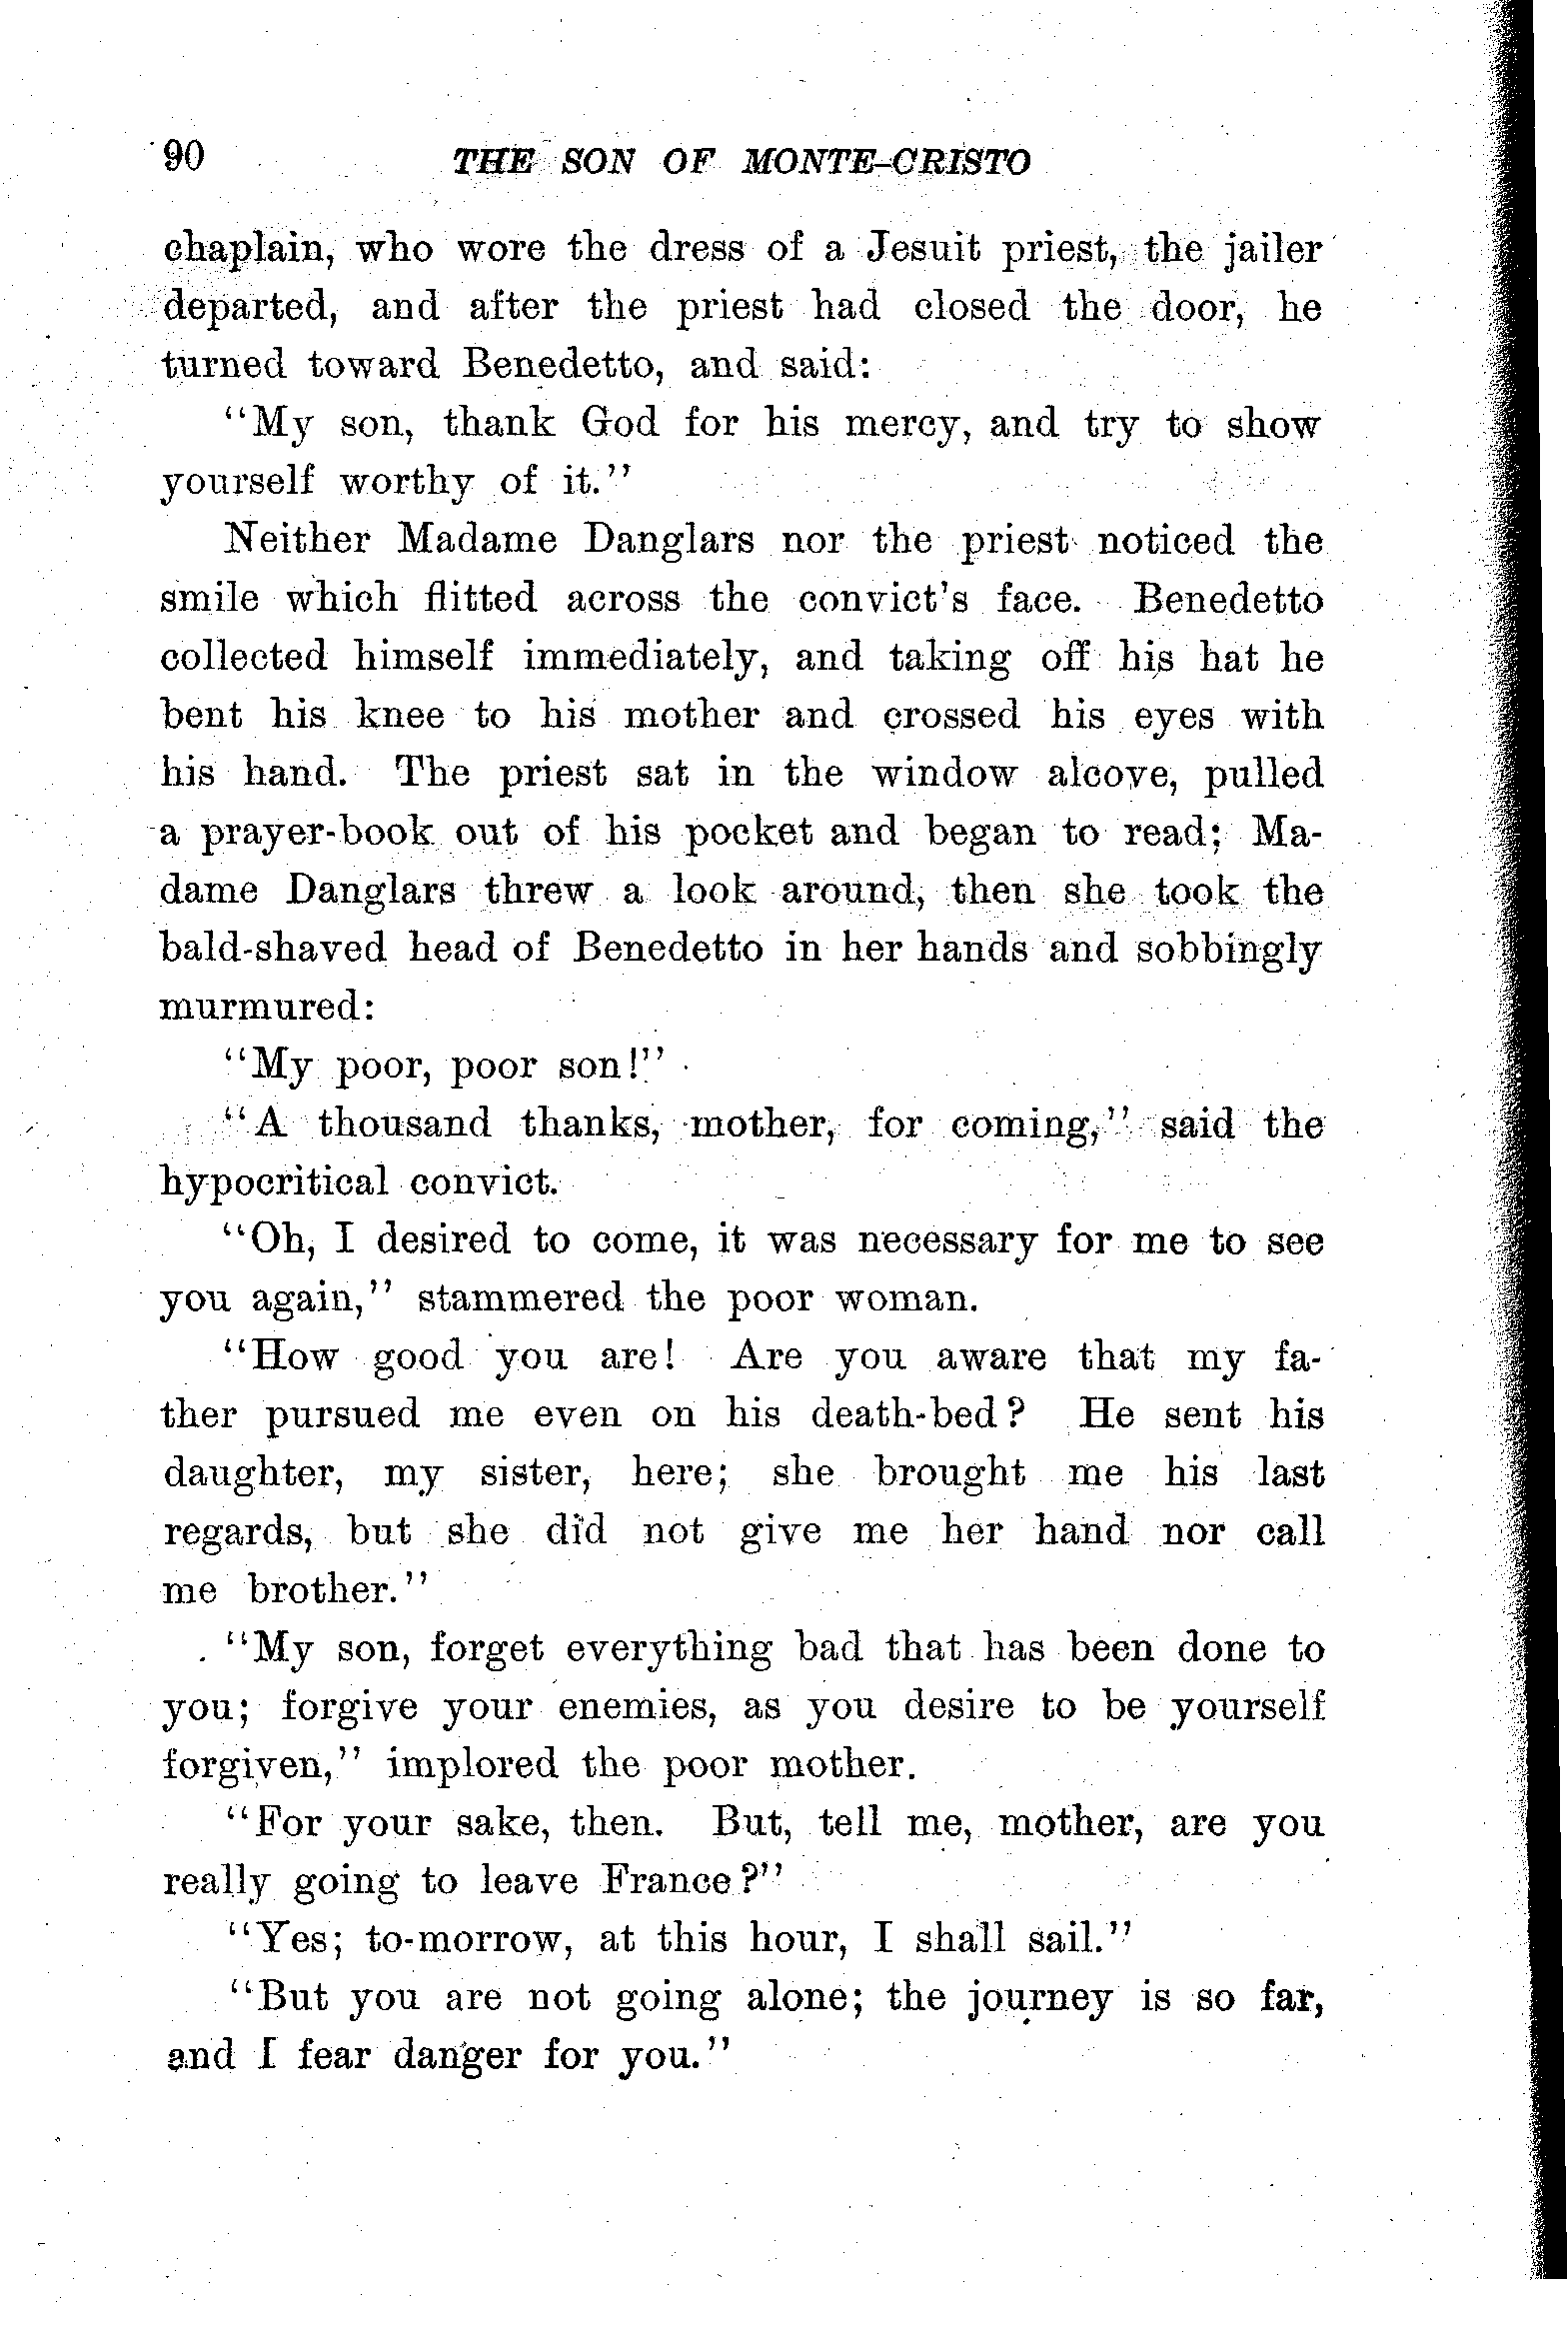 90 THE SON OF MONTE-CRISTO
chaplain, who wore the dress of a Jesuit priest, the jailer
departed, and after the priest had closed the door, he
turned toward Benedetto, and said:
"My son, thank God for his mercy, and try to show
yourself worthy of it."
Neither Madame Danglars nor the priest noticed the
smile which flitted across the convict's face. Benedetto
collected himself immediately, and taking off his hat he
bent his knee to his mother and crossed his eyes with
his hand. The priest sat in the window alcove, pulled
a prayer-book out of his pocket and began to read; Ma-
dame Danglars threw a look around, then she took the
bald-shaved head of Benedetto in her hands and sobbingly
murmured:
"My poor, poor son!"
"A thousand thanks, mother, for coming," said the
hypocritical convict.
"Oh, I desired to come, it was necessary for me to see
you again," stammered the poor woman.
"How good you are! Are you aware that my fa-
ther pursued me even on his death-bed? He sent his
daughter, my sister, here; she brought me his last
regards, but she did not give me her hand nor call
me brother."
"My son, forget everything bad that has been done to
you; forgive your enemies, as you desire to be yourself
forgiven," implored the poor mother.
"For your sake, then. But, tell me, mother, are you
really going to leave France?"
"Yes; to-morrow, at this hour, I shall sail."
"But you are not going alone; the journey is so far,
and I fear danger for you."